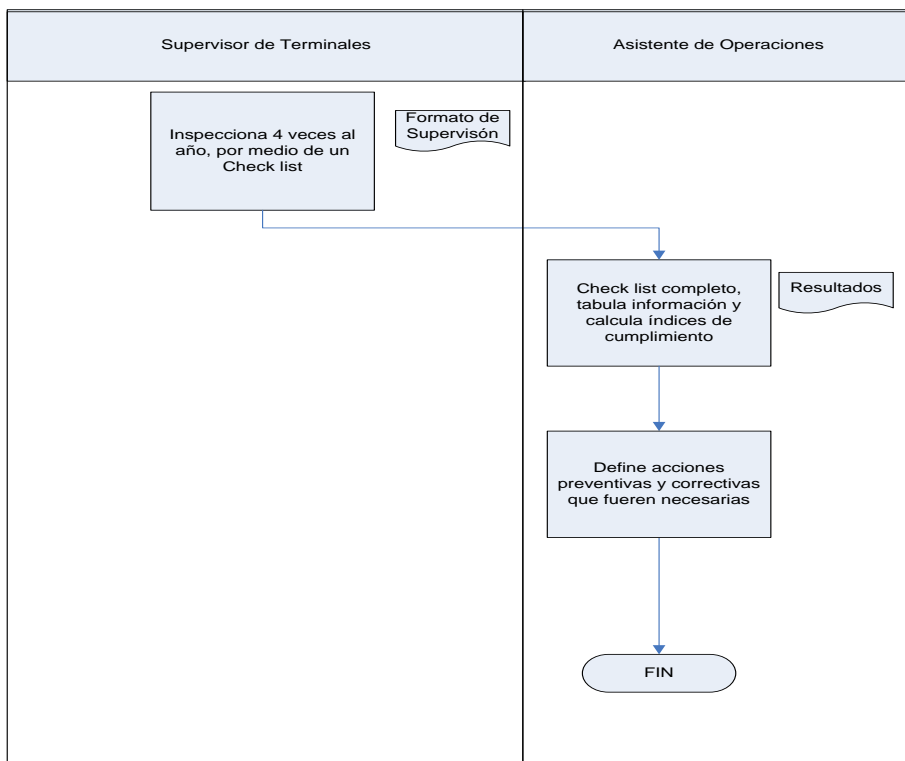 Supervisor de Terminales
Asistente de Operaciones
Inspecciona 4 veces al
año, por medio de un
Check list
Formato de
Supervisón
Check list completo,
tabula información y
calcula índices de
cumplimiento
Resultados
Define acciones
preventivas y correctivas
que fueren necesarias
FIN